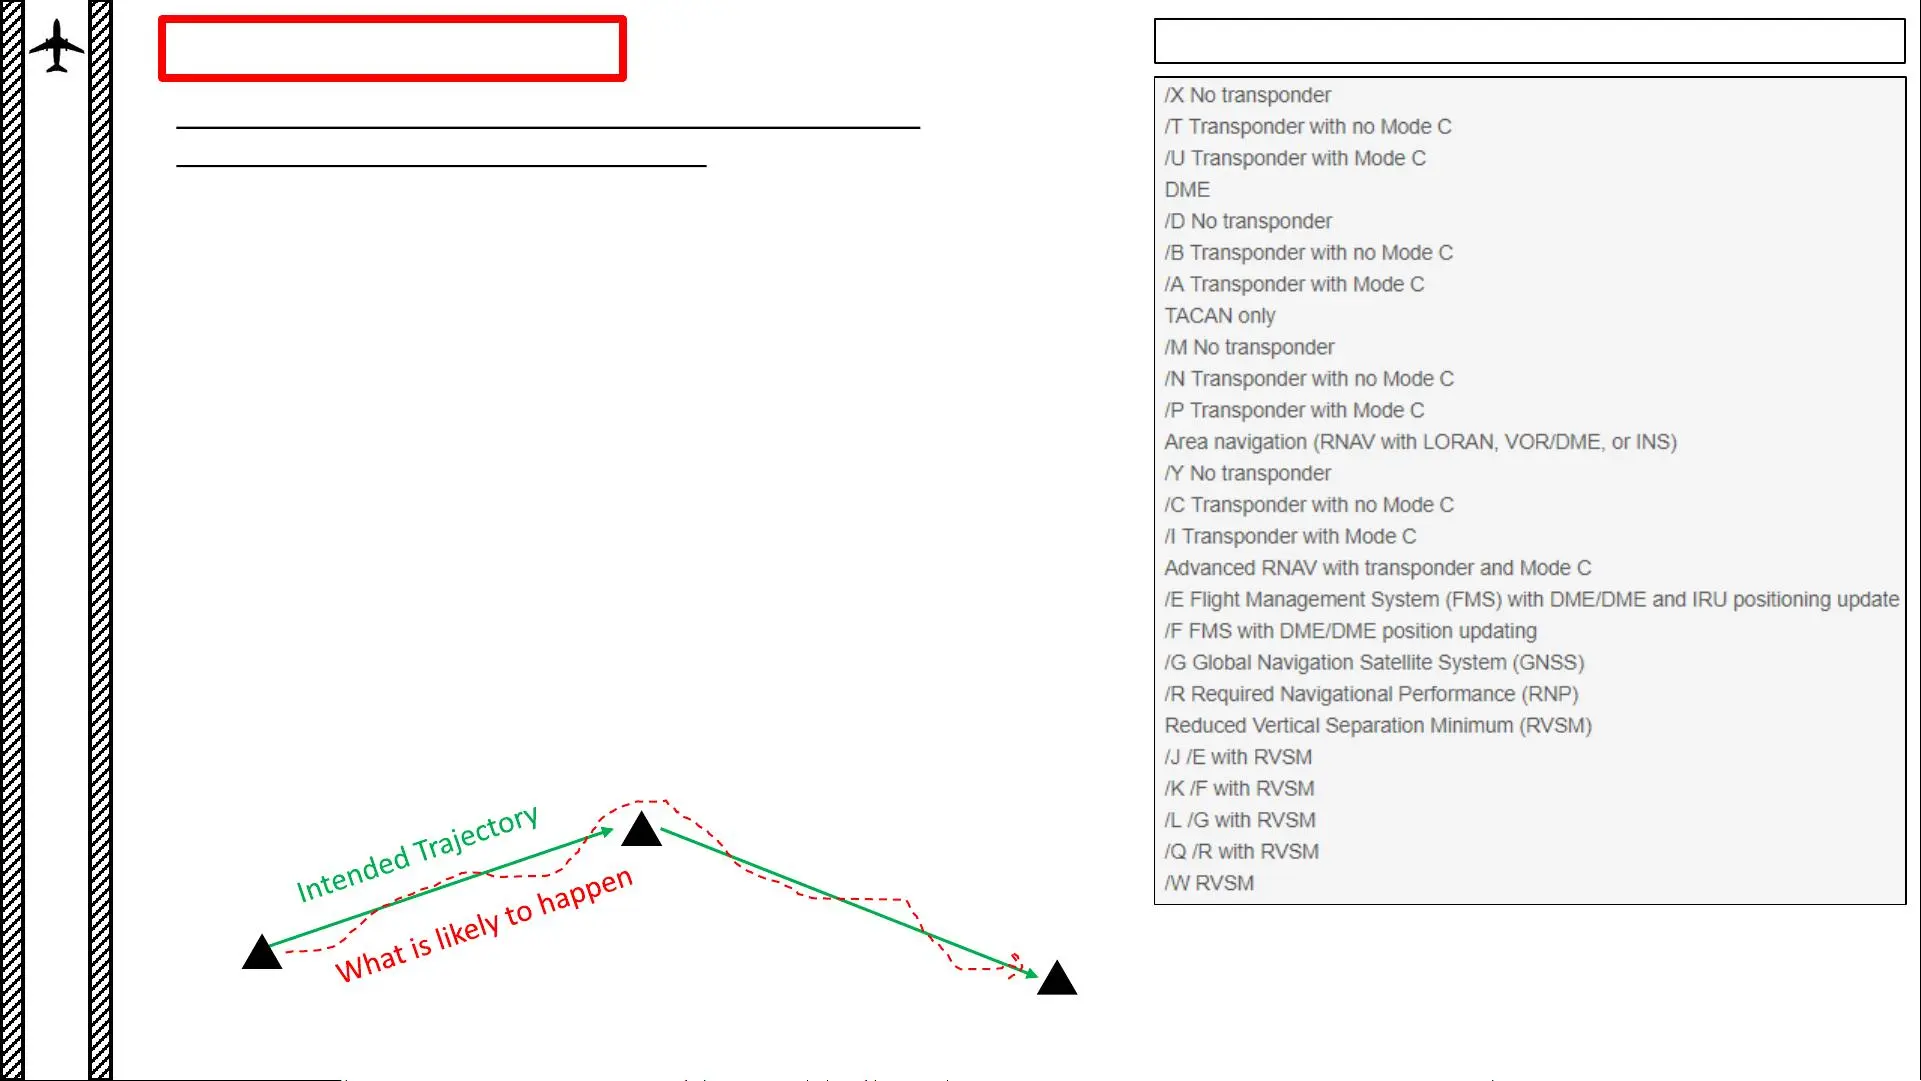 /X No transponder
/T Transponder with no Mode C
/U Transponder with Mode C
DME
/D No transponder
/B Transponder with no Mode C
/A Transponder with Mode C
TACAN only
/M No transponder
/N Transponder with no Mode C
/P Transponder with Mode C
Area navigation (RNAV with LORAN, VOR/DME, or INS)
/Y No transponder
/C Transponder with no Mode C
/I Transponder with Mode C
Advanced RNAV with transponder and Mode C
/E Flight Management System (FMS) with DME/DME and IRU positioning update
/F FMS with DME/DME position updating
/G Global Navigation Satellite System (GNSS)
/R Required Navigational Performance (RNP)
Reduced Vertical Separation Minimum (RVSM)
/J /E with RVSM
/K /F with RVSM
/L /G with RVSM
/Q /R with RVSM
/W RVSM
Intended Trajectory
What is likely to happen